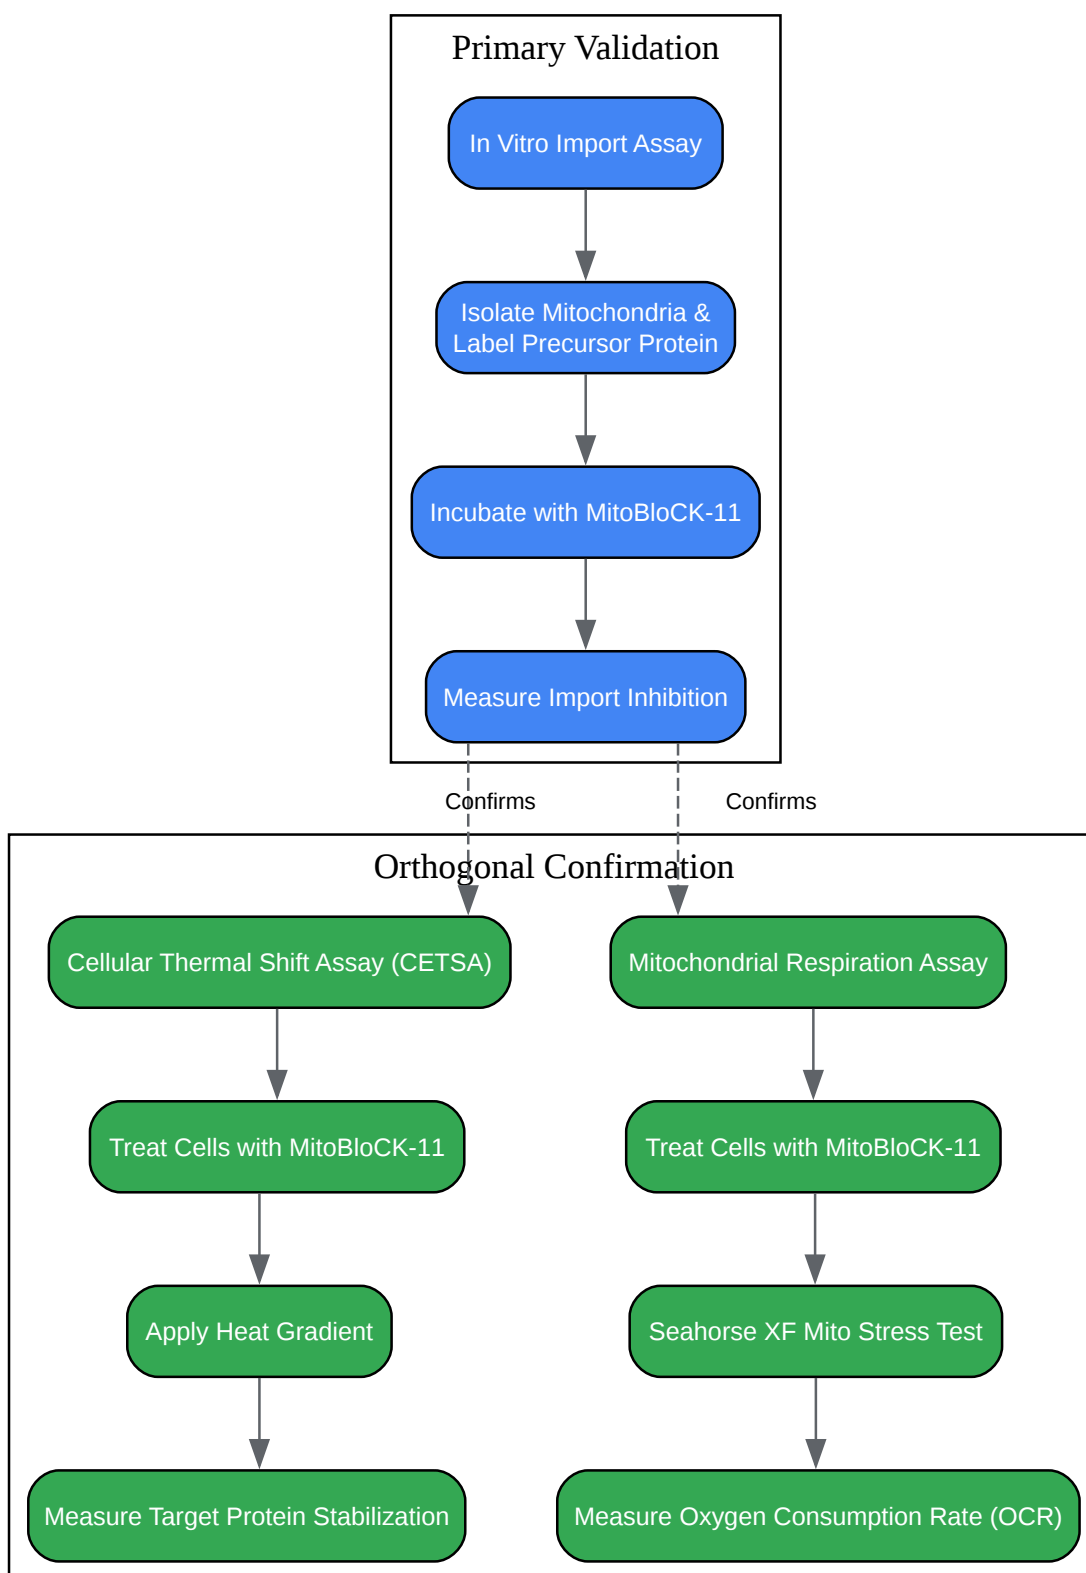 Primary Validation
In Vitro Import Assay
Isolate Mitochondria &
Label Precursor Protein
Incubate with MitoBloCK-11
Measure Import Inhibition
Confirms
Confirms
Orthogonal Confirmation
Cellular Thermal Shift Assay (CETSA)
Mitochondrial Respiration Assay
Treat Cells with MitoBloCK-11
Treat Cells with MitoBloCK-11
Apply Heat Gradient
Seahorse XF Mito Stress Test
Measure Target Protein Stabilization
Measure Oxygen Consumption Rate (OCR)